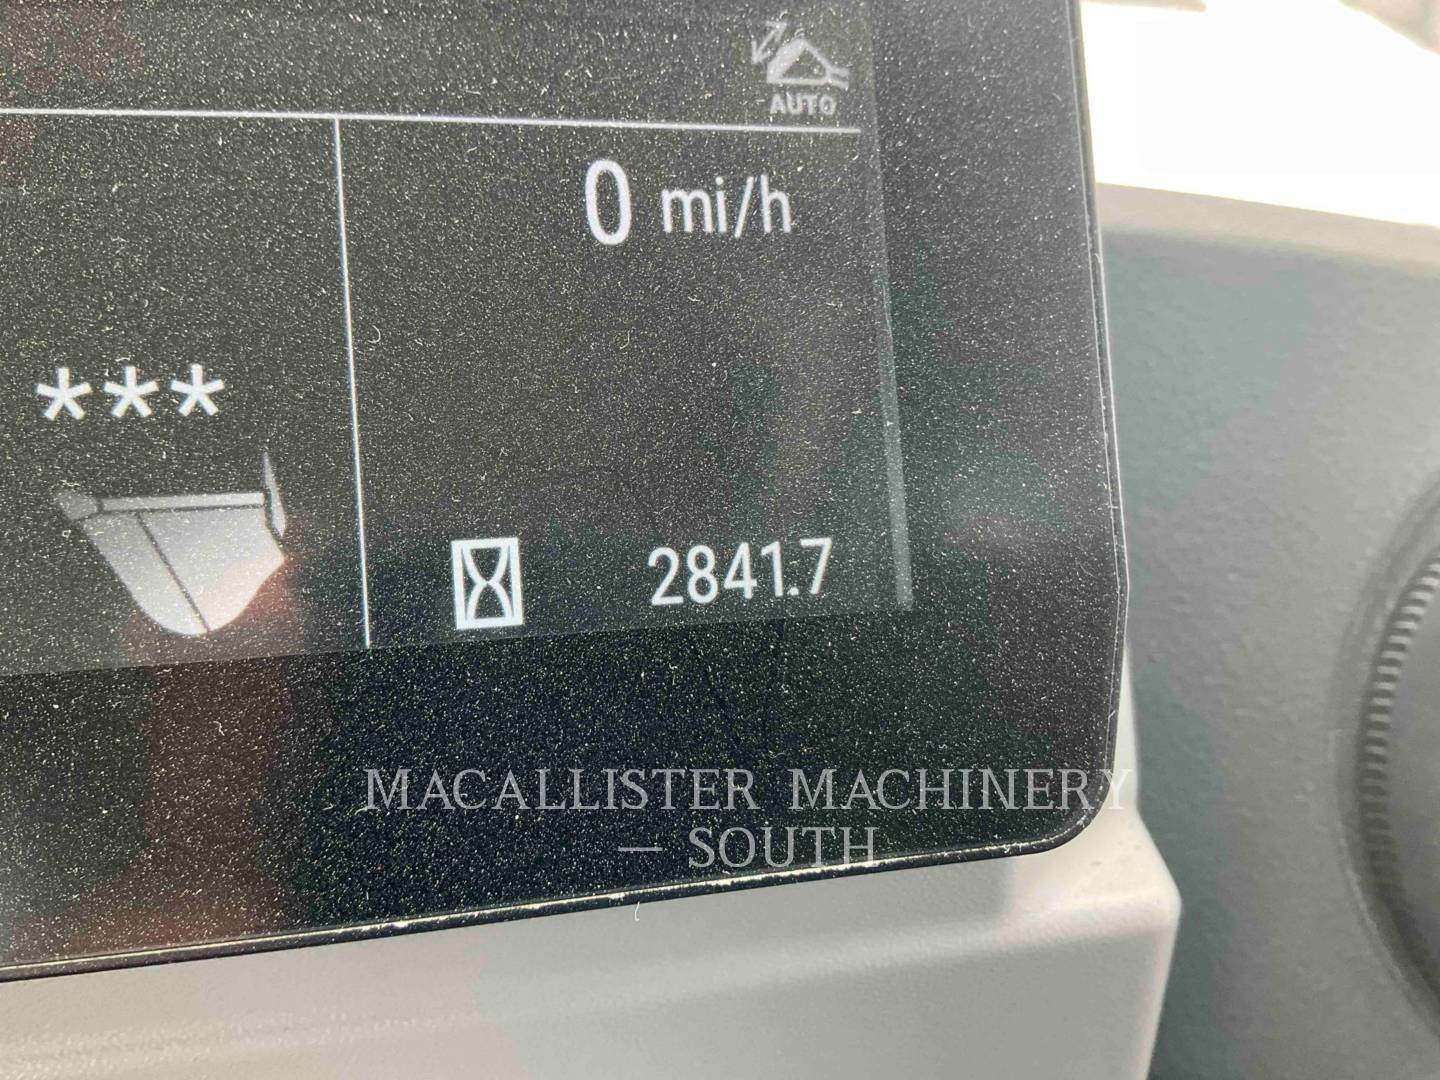 AUTO
0 mi/h
***
2841.7
MACALLISTER MACHINERY
— SOUTH